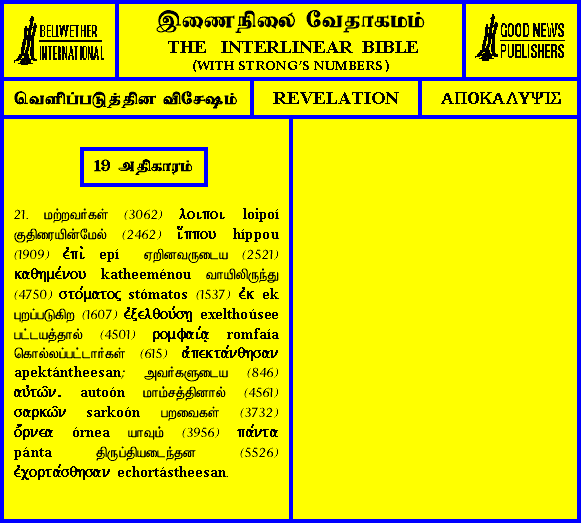 BELIWETHER
INTERNATIONAL
இணைநிலை வேதாகமம்
THE INTERLINEAR BIBLE
(WITH STRONG'S NUMBERS)
GOOD NEWS
PUBLISHERS
வெளிப்படுத்தின விசேஷம்
REVELATION
ΑΠΟΚΑΛΥΨΙΣ
19 அதிகாரம்
21. மற்றவர்கள் (3062) λοιποι loipoí
குதிரையின்மேல் (2462) ἵππου híppou
(1909) ἐπὶ epí ஏறினவருடைய (2521)
καθημένου katheeménou வாயிலிருந்து
(4750) στόματος stómatos (1537) ἐκ ek
புறப்படுகிற (1607) ἐξελθούσῃ exelthoúsee
பட்டயத்தால் (4501) ρομφαίᾳ romfaía
கொல்லப்பட்டார்கள் (615) ἀπεκτάνθησαν
apektántheesan; அவர்களுடைய (846)
αὐτῶν. autoón மாம்சத்தினால் (4561)
σαρκῶν sarkoón பறவைகள் (3732)
ὄρνεα órnea யாவும் (3956) πάντα
pánta திருப்தியடைந்தன (5526)
ἐχορτάσθησαν echortástheesan.